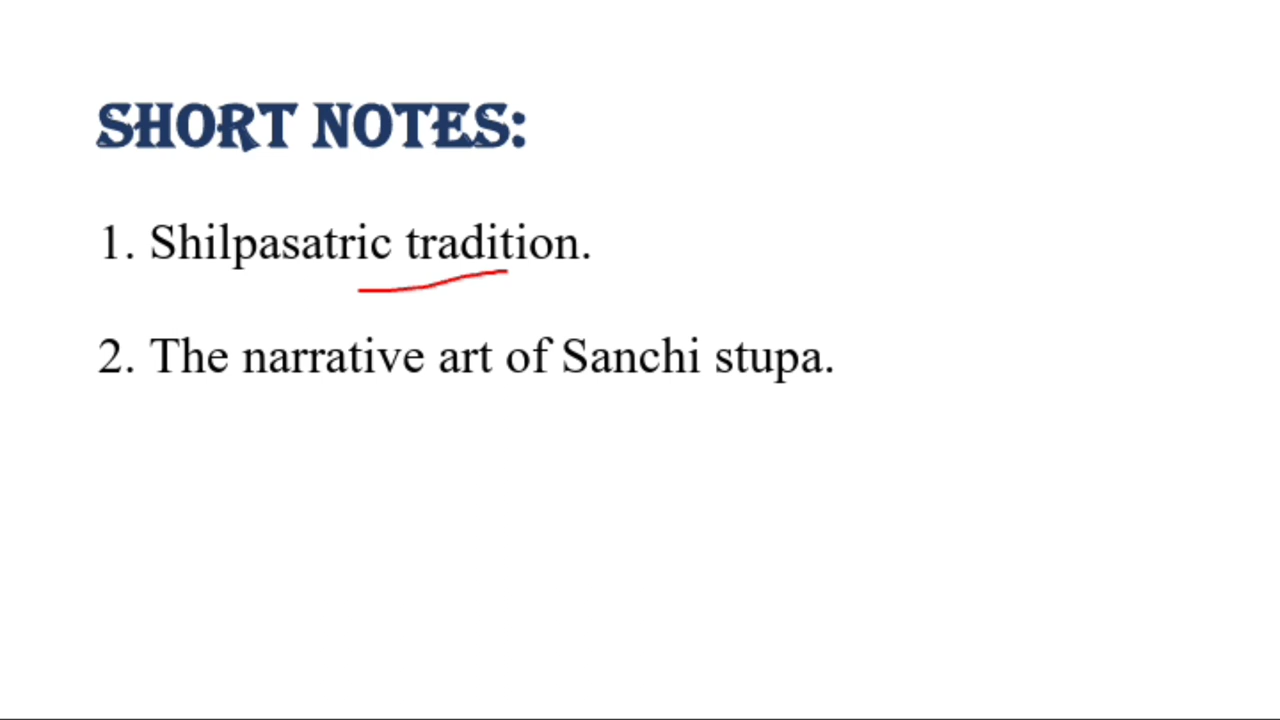 SHORT NOTES:
1. Shilpasatric tradition.
2. The narrative art of Sanchi stupa.